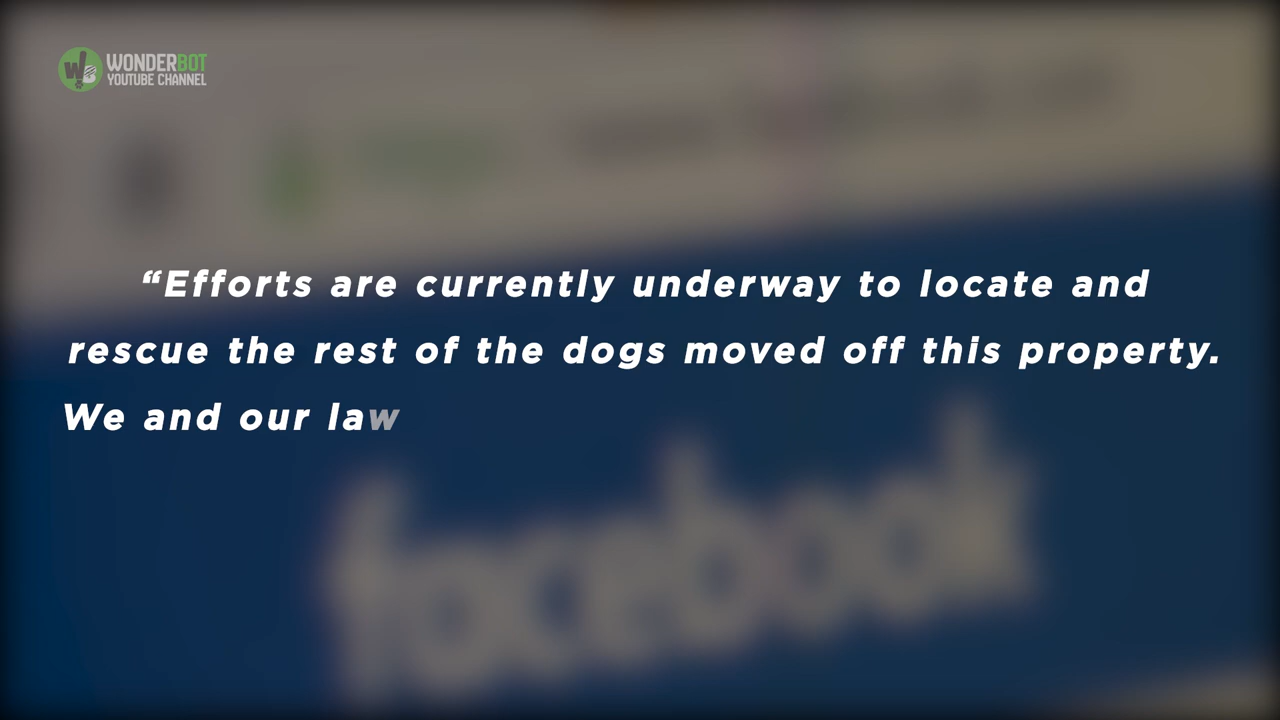 WONDERBOT
YOUTUBE CHANNEL
“Efforts are currently underway to locate and
rescue the rest of the dogs moved off this property.
We and our law
facebook